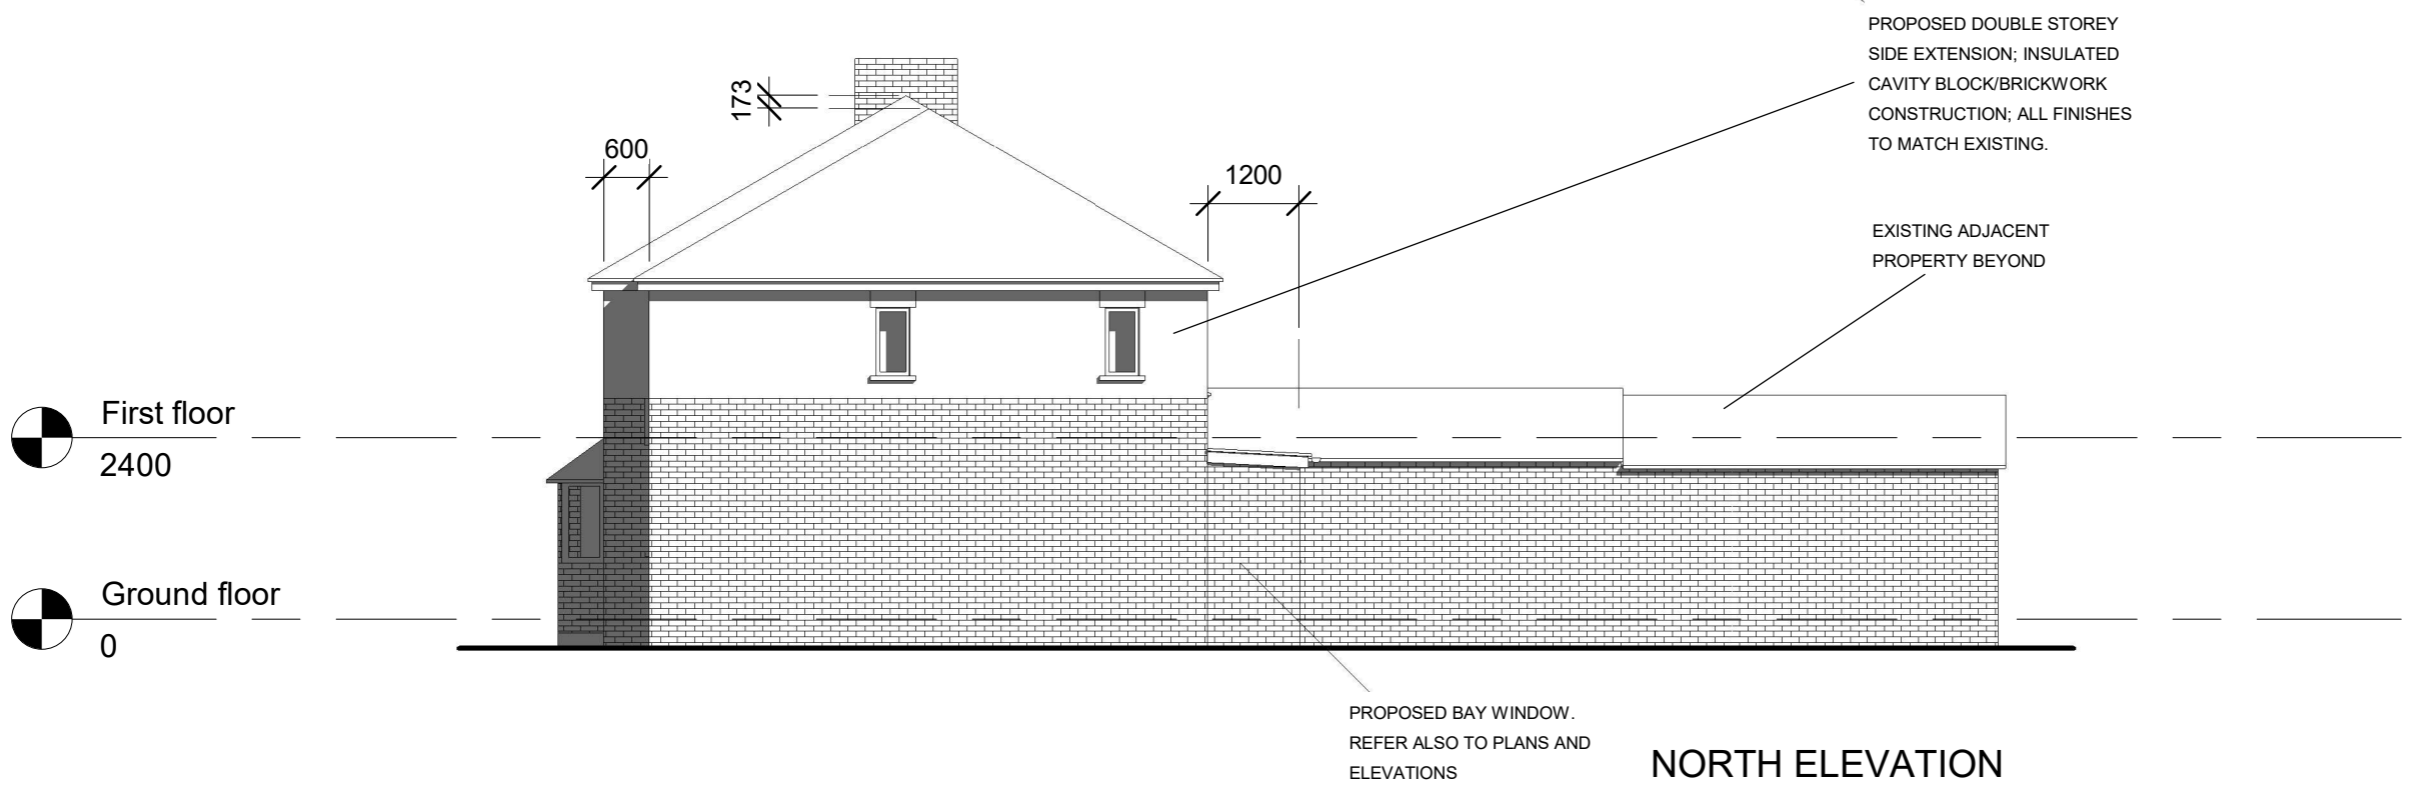 PROPOSED DOUBLE STOREY
SIDE EXTENSION; INSULATED
CAVITY BLOCK/BRICKWORK
CONSTRUCTION; ALL FINISHES
TO MATCH EXISTING.
173
600
1200
EXISTING ADJACENT
PROPERTY BEYOND
First floor
2400
Ground floor
0
PROPOSED BAY WINDOW.
REFER ALSO TO PLANS AND
ELEVATIONS
NORTH ELEVATION